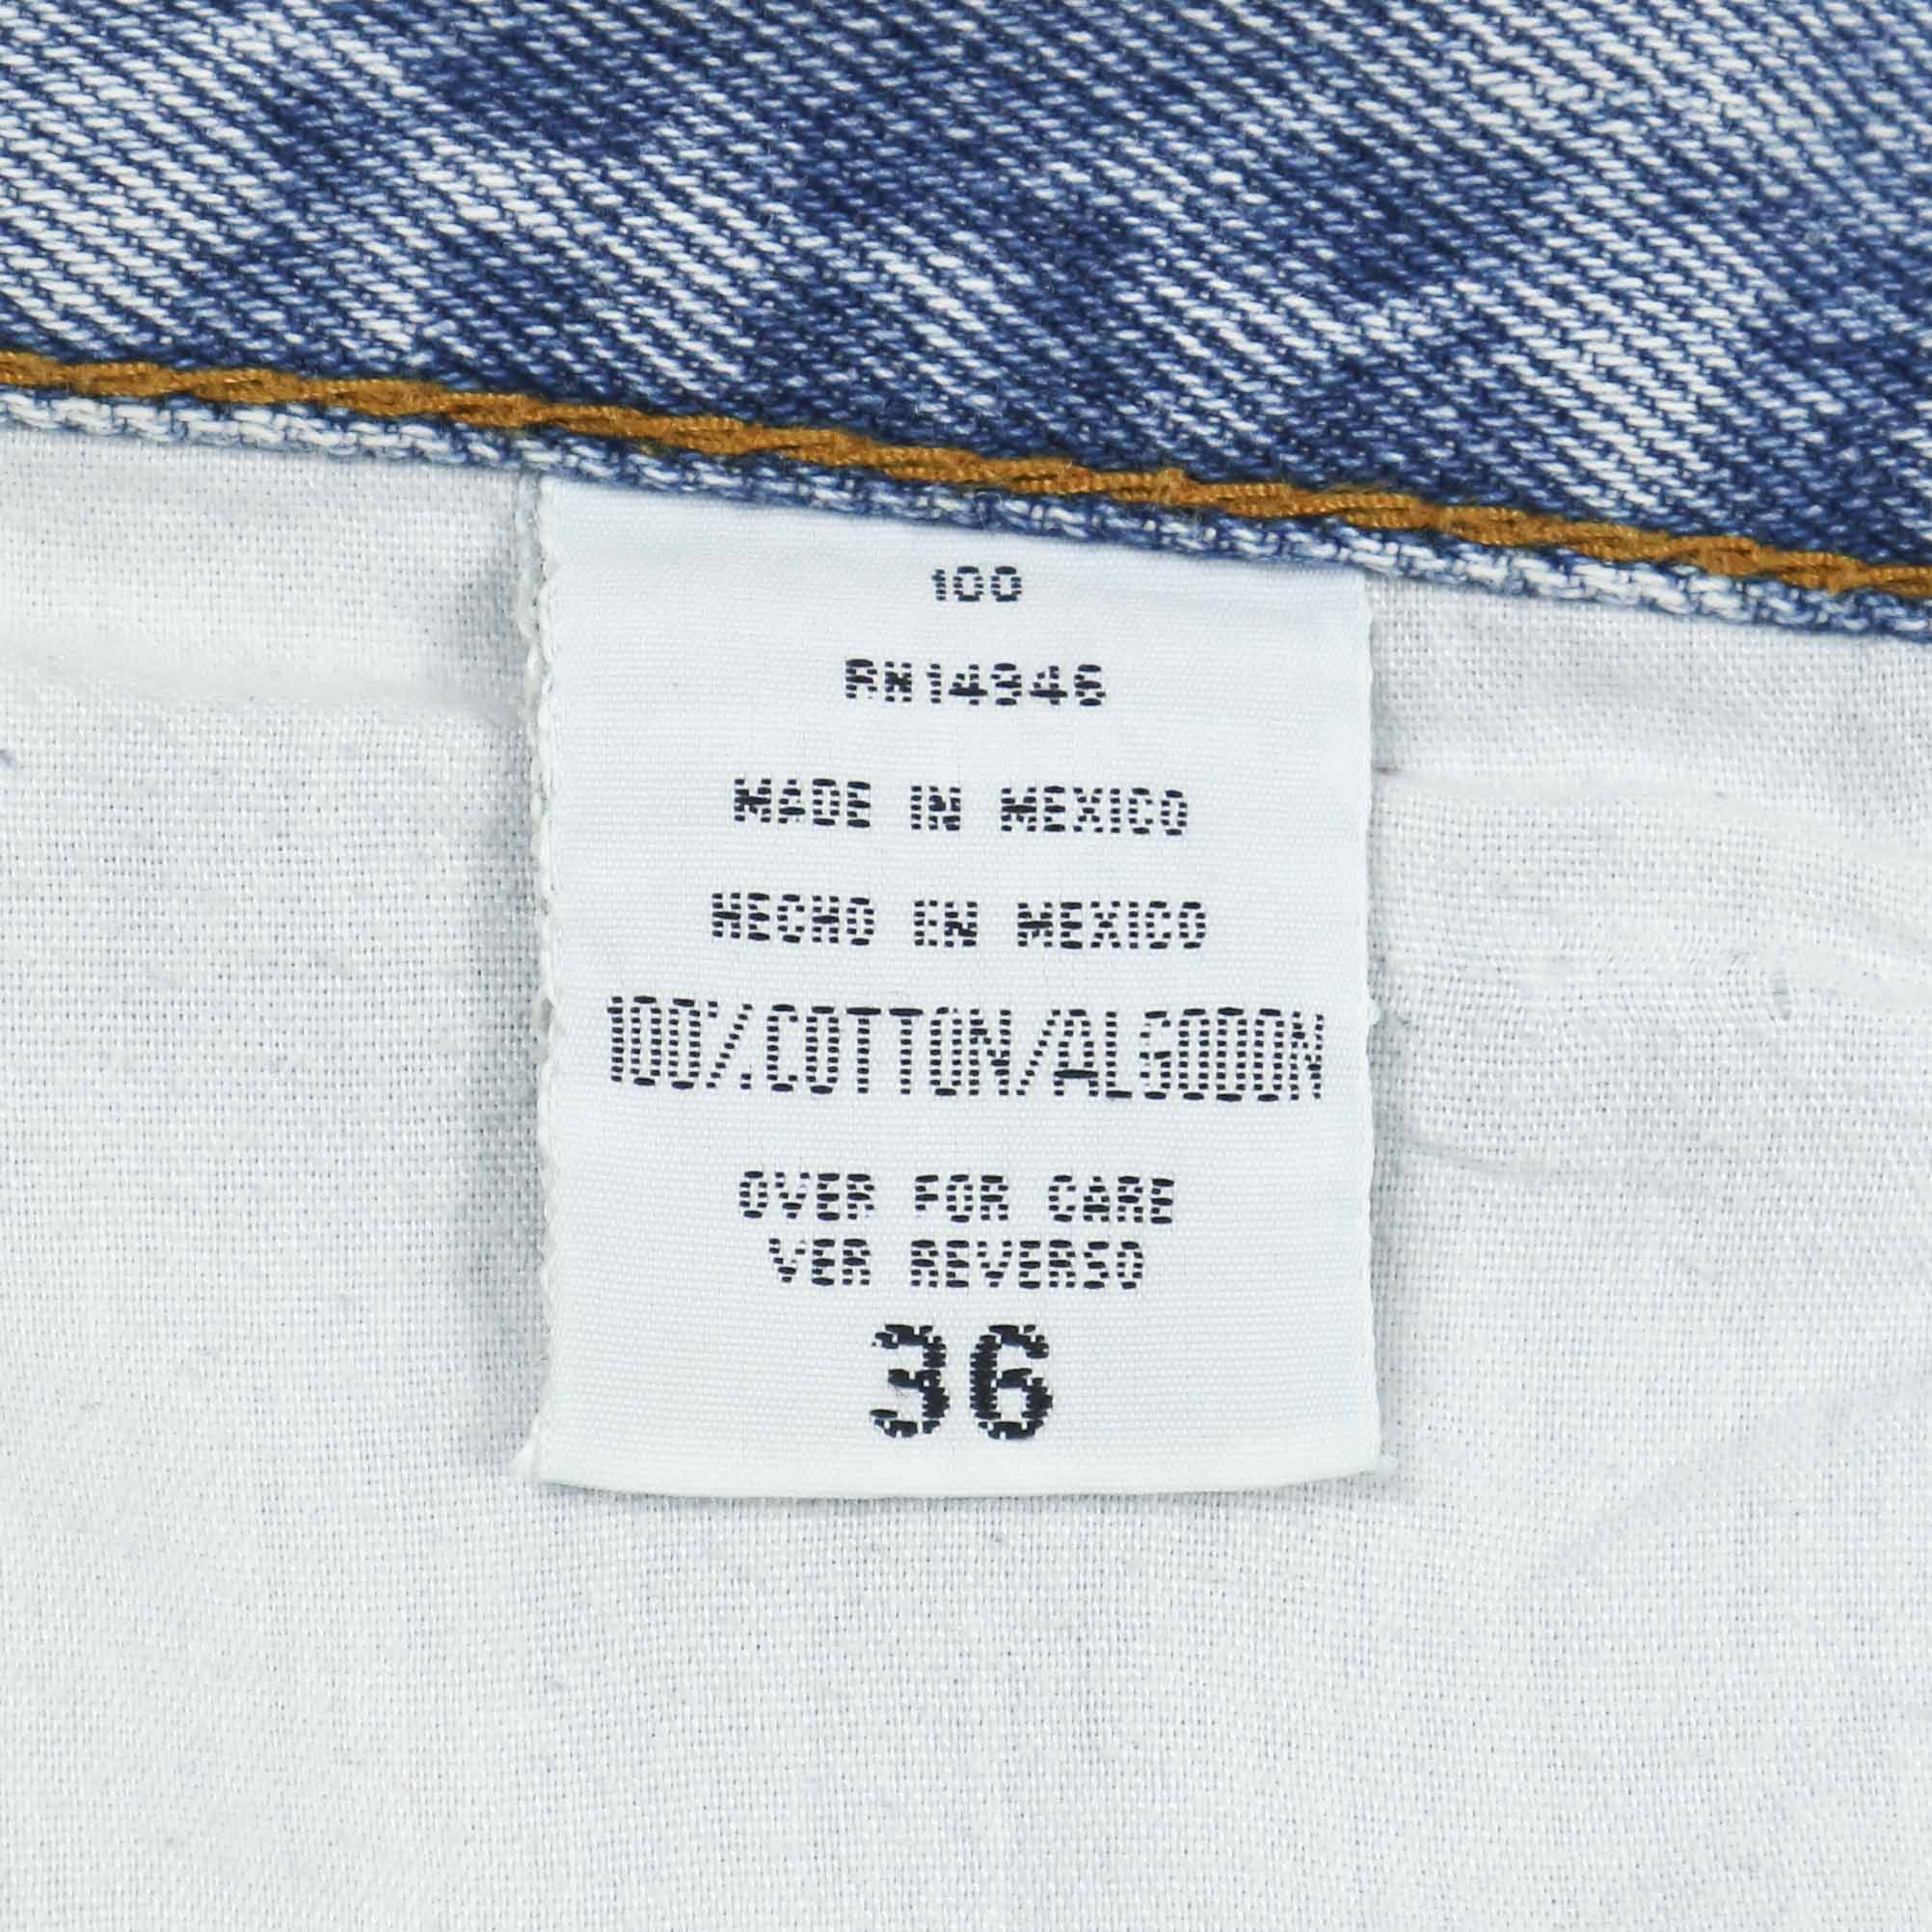 100
RN14946
MADE IN MEXICO
HECHO EN MEXICO
100%COTTON/ALGODON
OVER FOR CARE
VER REVERSO
36